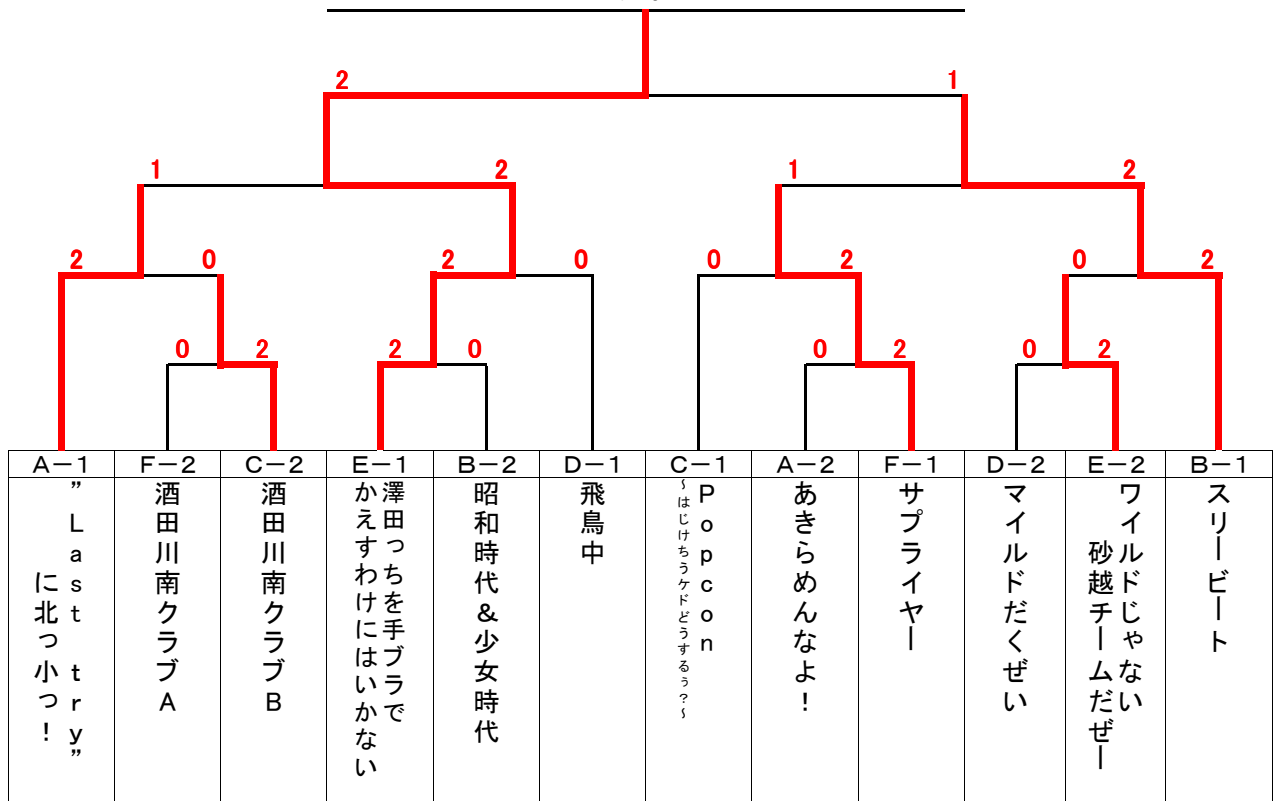 2 1
1 2 1 2
2 0 2 0 0 2 0 2
0 2 2 0 0 2 0 2
A－1 F－2 C－2 E－1 B－2 D－1 C－1 A－2 F－1 D－2 E－2 B－1
”Last try”
に北っ小っ！
酒田川南クラブA
酒田川南クラブB
澤田っちを手ブラで
かえすわけにはいかない
昭和時代＆少女時代
飛鳥中
Popcon
～はじけちうケドどうするぅ？～
あきらめんなよ！
サプライヤー
マイルドだくぜい
ワイルドじゃない
砂越チームだぜー
スリービート